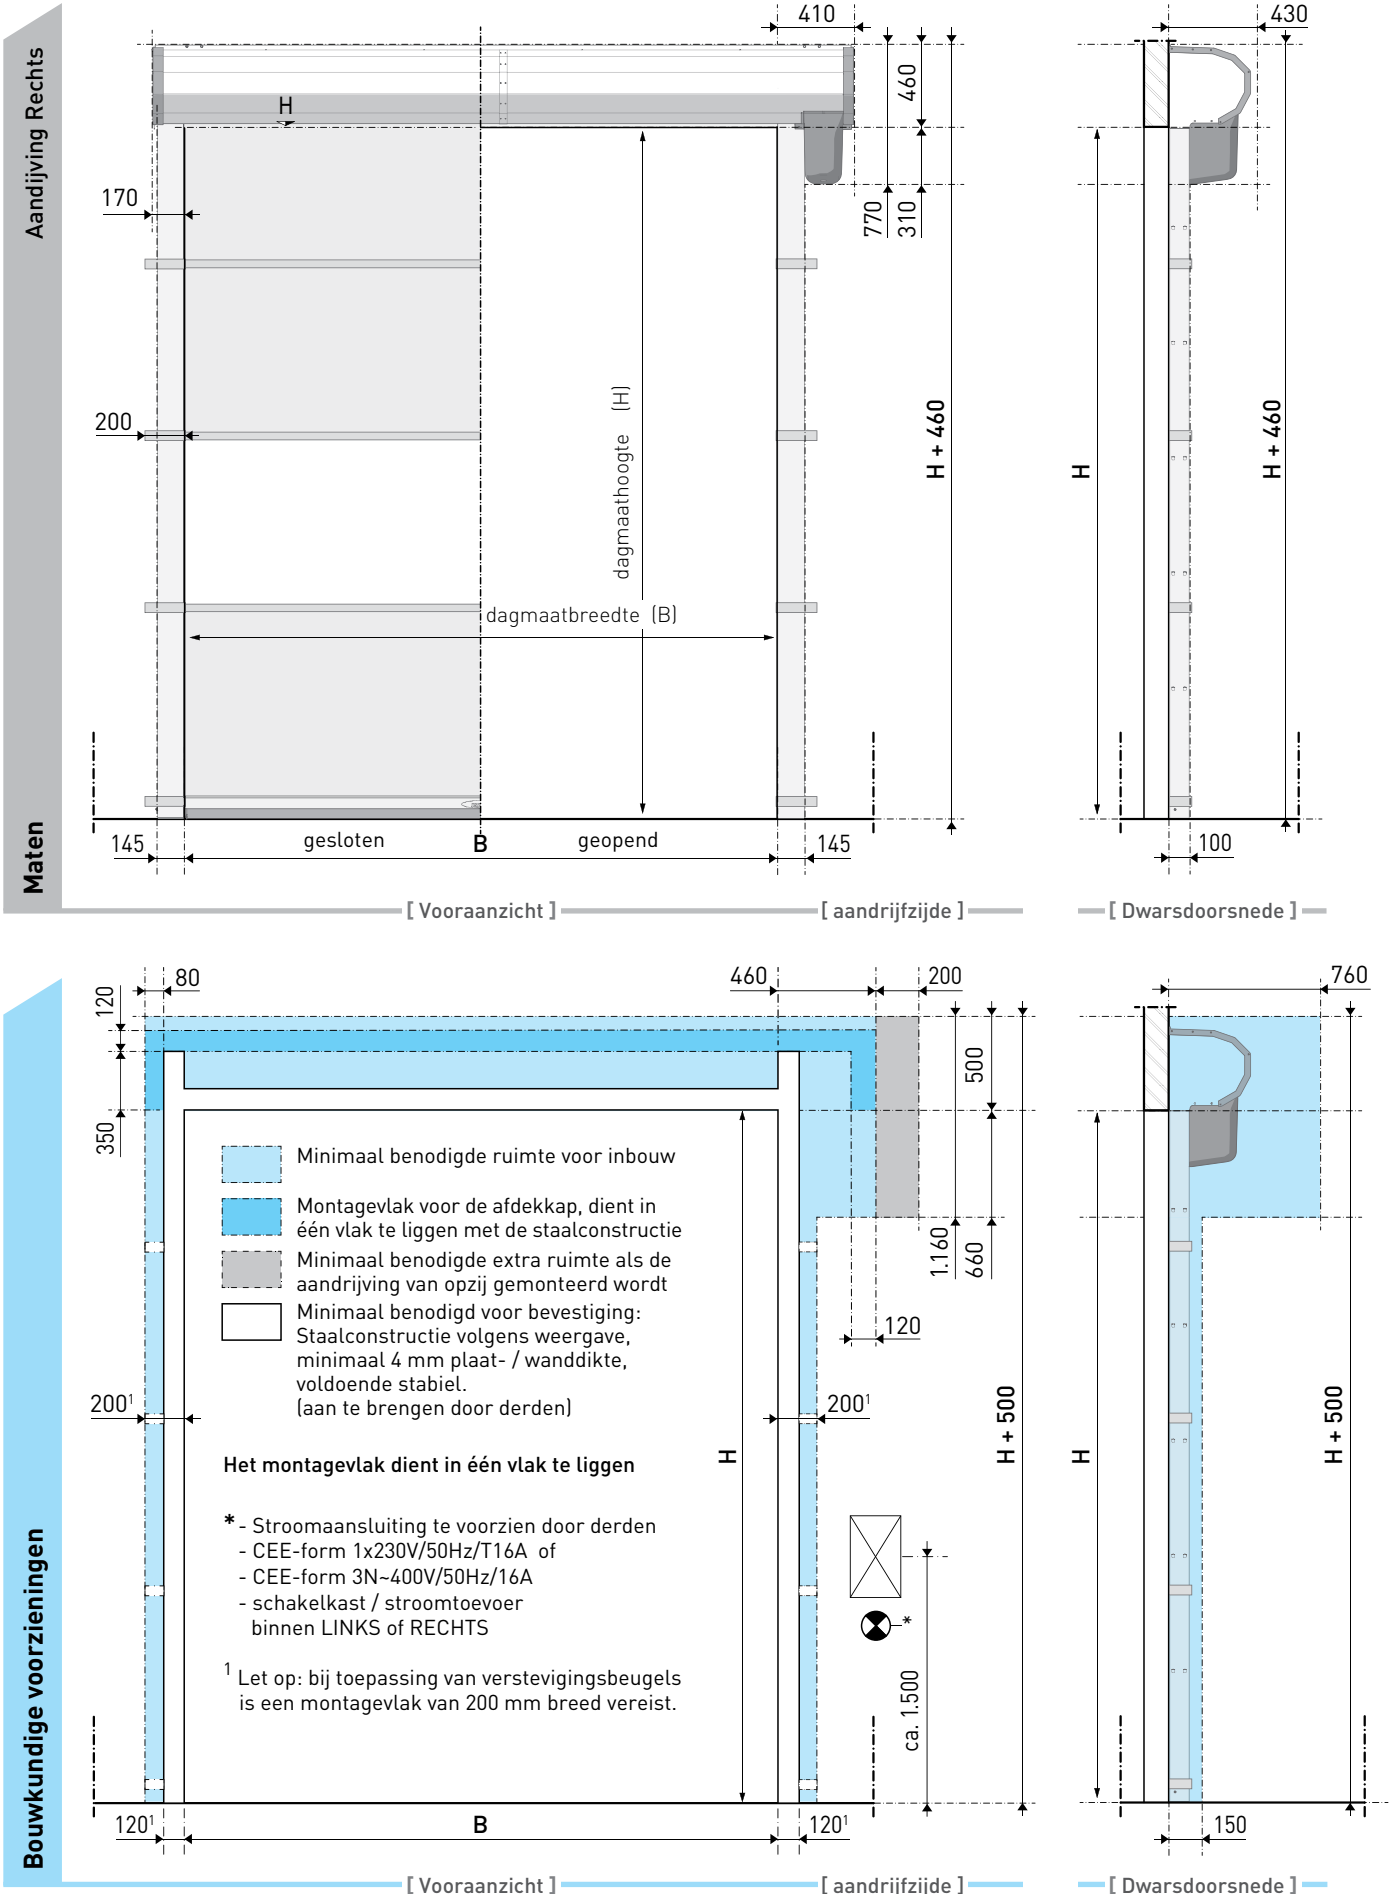 Aandijving Rechts
Maten
410
430
H
460
170
770
310
200
dagmaathoogte (H)
H + 460
H
H + 460
dagmaatbreedte (B)
145
gesloten
B
geopend
145
100
[ Vooraanzicht ]
[ aandrijfzijde ]
[ Dwarsdoorsnede ]
Bouwkundige voorzieningen
120
80
460
200
760
500
350
Minimaal benodigde ruimte voor inbouw
Montagevlak voor de afdekkap, dient in
één vlak te liggen met de staalconstructie
Minimaal benodigde extra ruimte als de
aandrijving van opzij gemonteerd wordt
Minimaal benodigd voor bevestiging:
Staalconstructie volgens weergave,
minimaal 4 mm plaat- / wanddikte,
voldoende stabiel.
(aan te brengen door derden)
1.160
660
120
200¹
200¹
H
H + 500
H
H + 500
Het montagevlak dient in één vlak te liggen
* - Stroomaansluiting te voorzien door derden
- CEE-form 1x230V/50Hz/T16A of
- CEE-form 3N~400V/50Hz/16A
- schakelkast / stroomtoevoer
binnen LINKS of RECHTS
*
¹ Let op: bij toepassing van verstevigingsbeugels
is een montagevlak van 200 mm breed vereist.
ca. 1.500
120¹
B
120¹
150
[ Vooraanzicht ]
[ aandrijfzijde ]
[ Dwarsdoorsnede ]